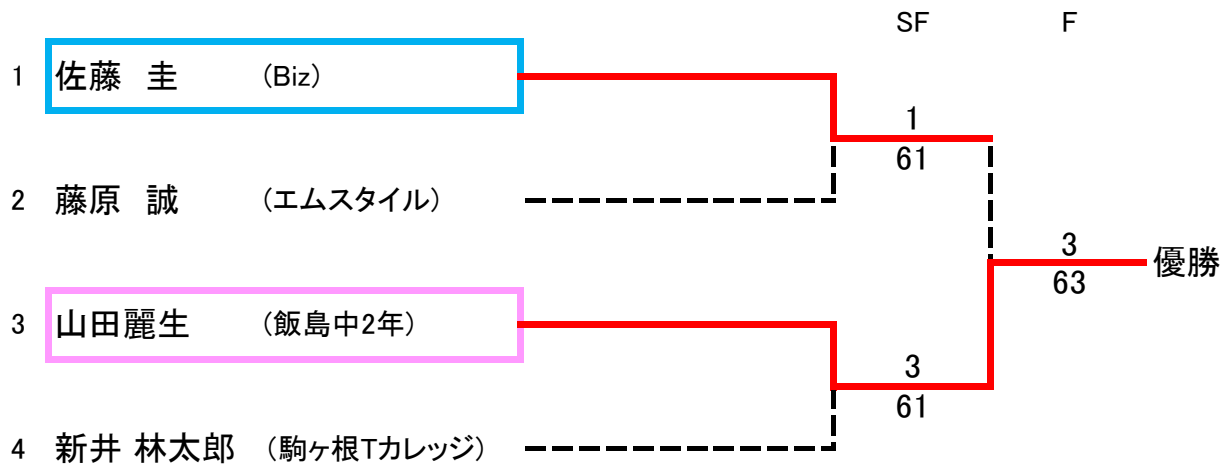 SF F
1 佐藤 圭 (Biz)
1
61
2 藤原 誠 (エムスタイル)
3
63
優勝
3 山田麗生 (飯島中2年)
3
61
4 新井 林太郎 (駒ヶ根Tカレッジ)